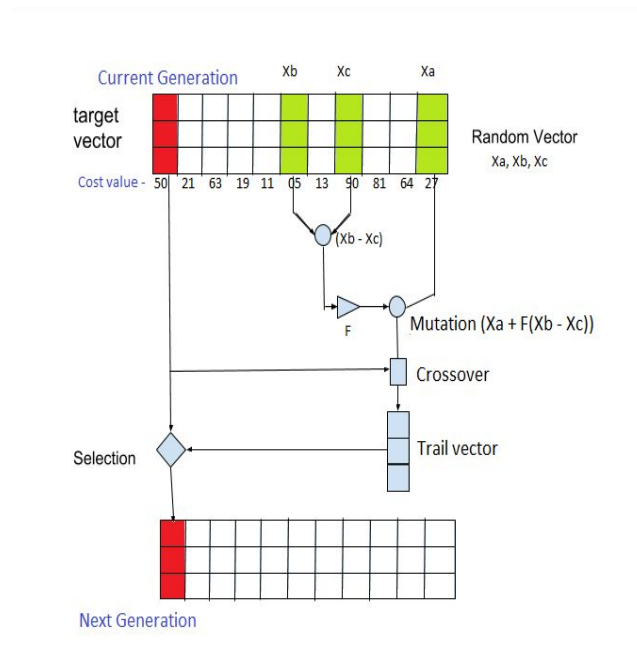 Xb Xc Xa
Current Generation
target
vector
Random Vector
Xa, Xb, Xc
Cost value - 50 21 63 19 11 05 13 90 81 64 27
(Xb - Xc)
F
Mutation (Xa + F(Xb - Xc))
Crossover
Trail vector
Selection
Next Generation